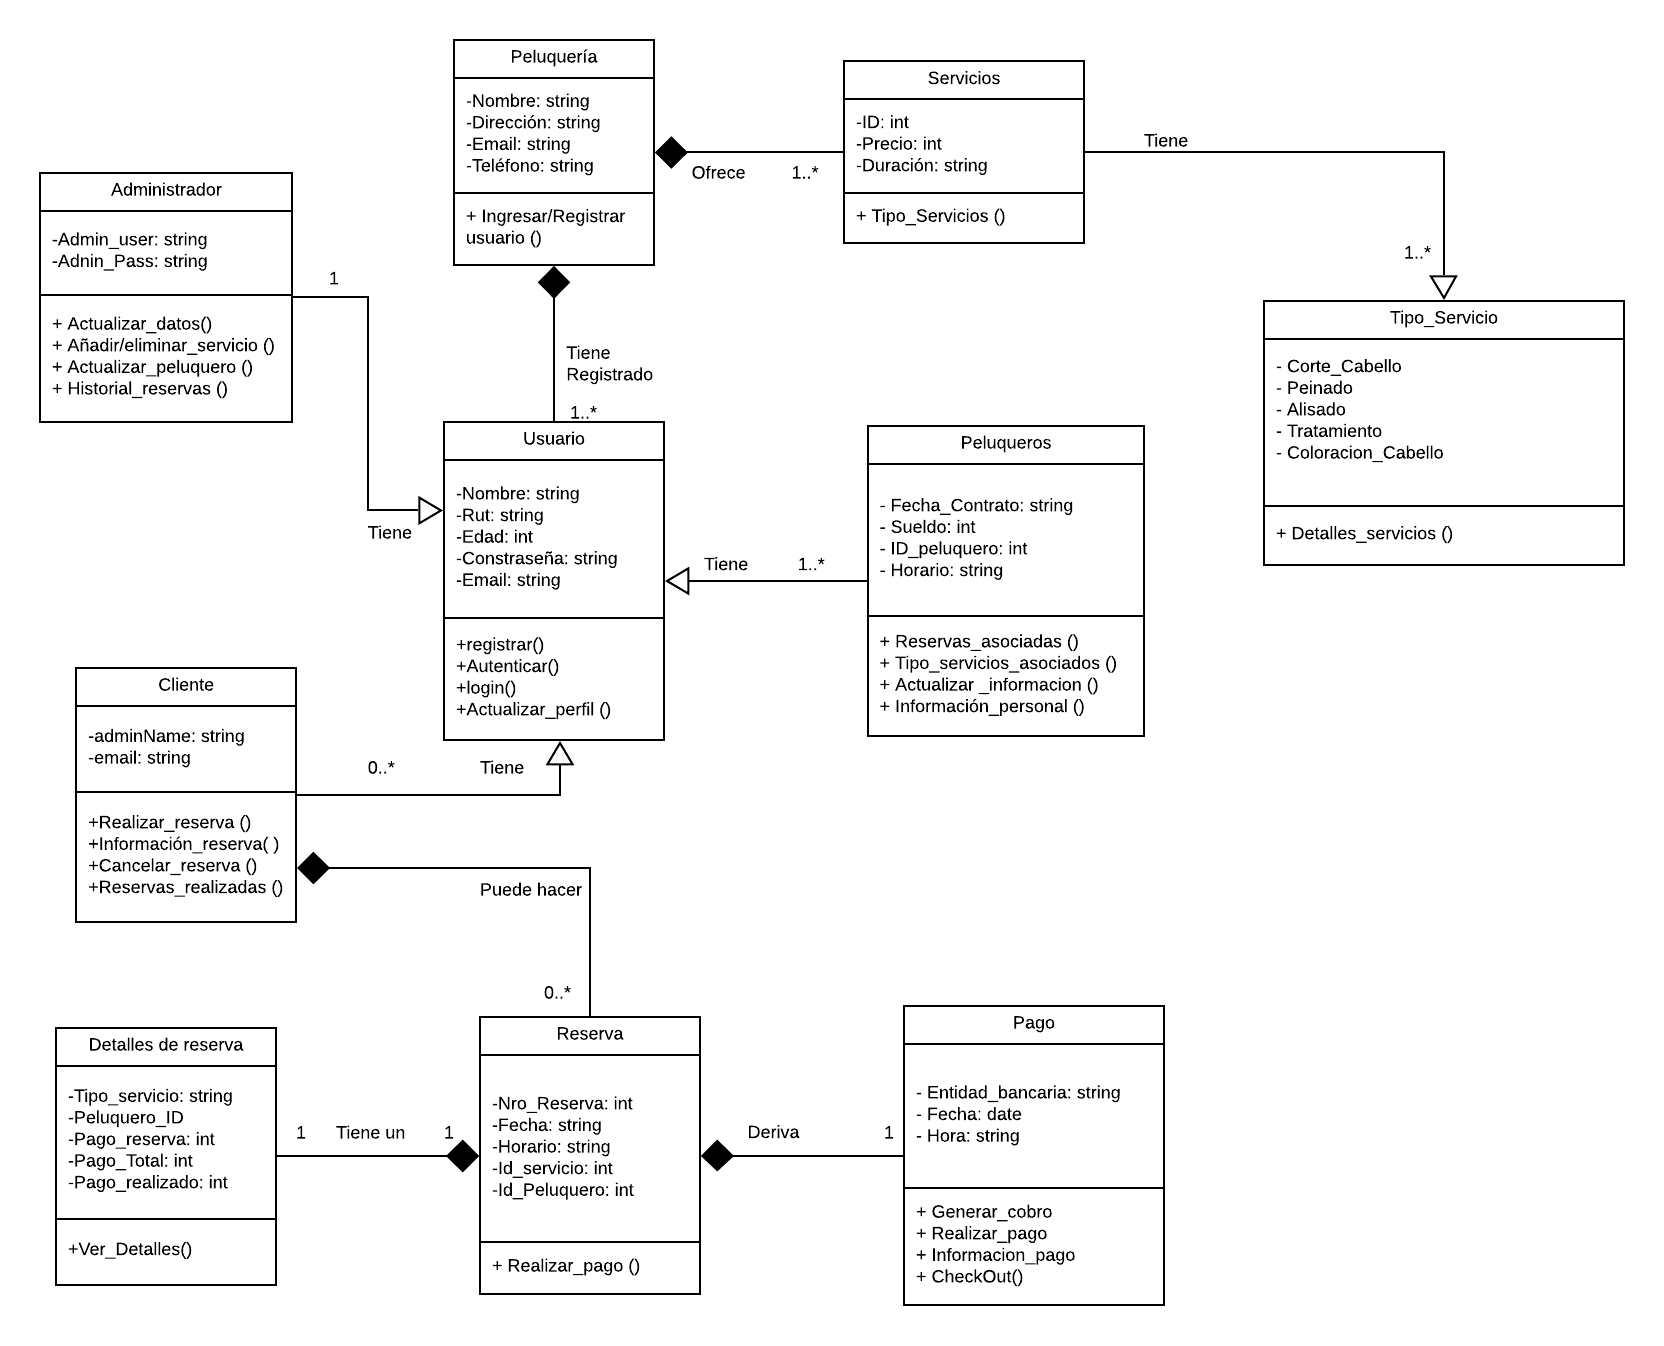 Peluquería
-Nombre: string
-Dirección: string
-Email: string
-Teléfono: string
+ Ingresar/Registrar
usuario ()
Ofrece
1..*
Servicios
-ID: int
-Precio: int
-Duración: string
+ Tipo_Servicios ()
Tiene
1..*
Tipo_Servicio
- Corte_Cabello
- Peinado
- Alisado
- Tratamiento
- Coloracion_Cabello
+ Detalles_servicios ()
Administrador
-Admin_user: string
-Adnin_Pass: string
+ Actualizar_datos()
+ Añadir/eliminar_servicio ()
+ Actualizar_peluquero ()
+ Historial_reservas ()
1
Tiene
Tiene
Registrado
1..*
Usuario
-Nombre: string
-Rut: string
-Edad: int
-Constraseña: string
-Email: string
+registrar()
+Autenticar()
+login()
+Actualizar_perfil ()
Tiene
1..*
Peluqueros
- Fecha_Contrato: string
- Sueldo: int
- ID_peluquero: int
- Horario: string
+ Reservas_asociadas ()
+ Tipo_servicios_asociados ()
+ Actualizar _informacion ()
+ Información_personal ()
Cliente
-adminName: string
-email: string
+Realizar_reserva ()
+Información_reserva( )
+Cancelar_reserva ()
+Reservas_realizadas ()
0..*
Tiene
Puede hacer
0..*
Detalles de reserva
-Tipo_servicio: string
-Peluquero_ID
-Pago_reserva: int
-Pago_Total: int
-Pago_realizado: int
+Ver_Detalles()
1
Tiene un
1
Reserva
-Nro_Reserva: int
-Fecha: string
-Horario: string
-Id_servicio: int
-Id_Peluquero: int
+ Realizar_pago ()
Deriva
1
Pago
- Entidad_bancaria: string
- Fecha: date
- Hora: string
+ Generar_cobro
+ Realizar_pago
+ Informacion_pago
+ CheckOut()